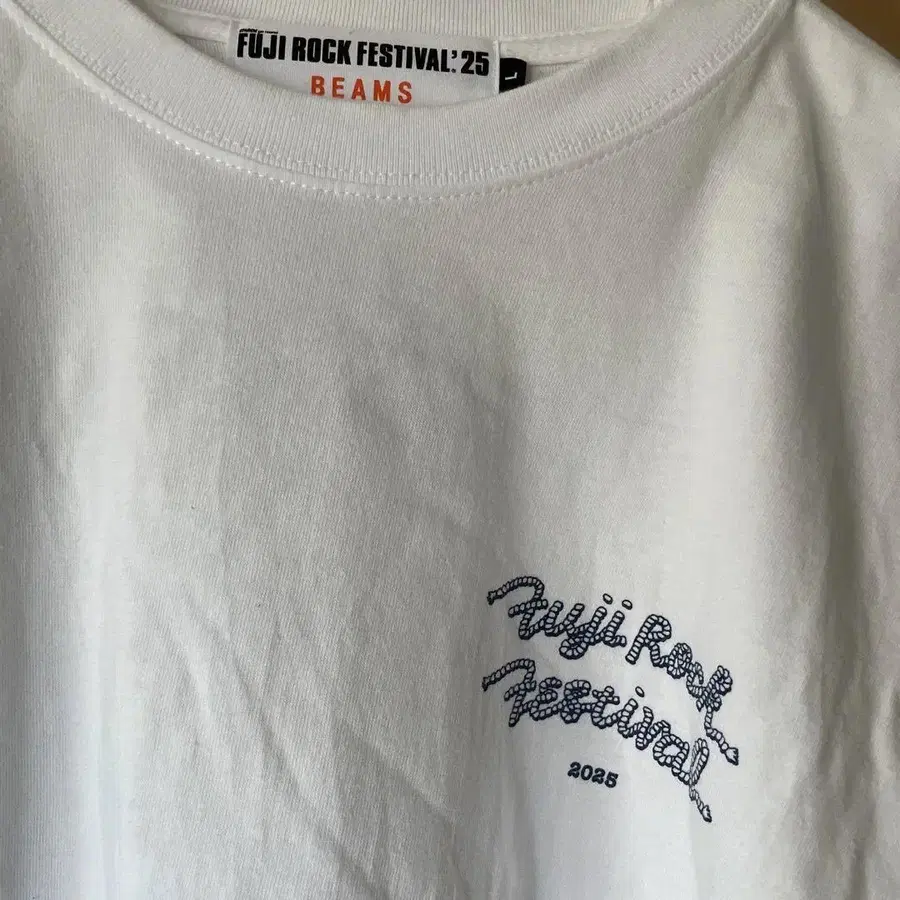 FUJI ROCK FESTIVAL.'25
BEAMS
L
Fuji Rock
Festival
2025